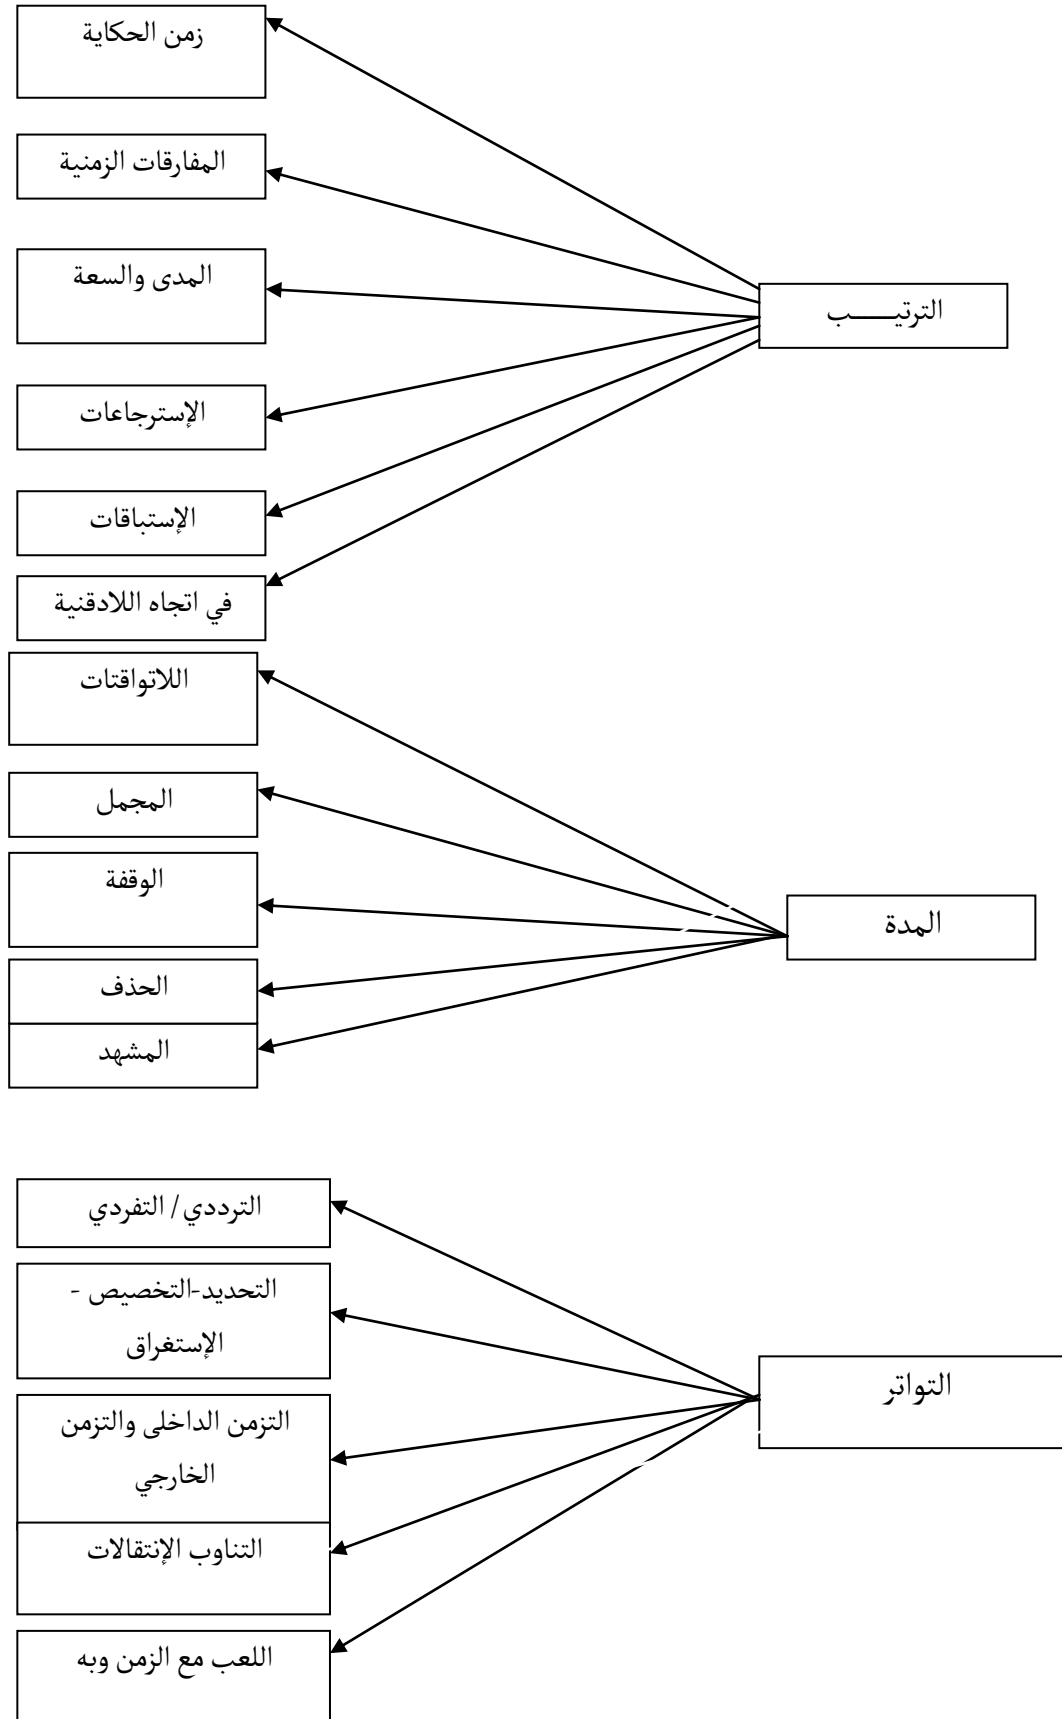 زمن الحكاية
المفارقات الزمنية
المدى والسعة
الترتيـــــب
الإسترجاعات
الإستباقات
في اتجاه اللادقنية
اللاتواقتات
المجمل
الوقفة
المدة
الحذف
المشهد
الترددي/ التفردي
التحديد-التخصيص -
الإستغراق
التواتر
التزمن الداخلى والتزمن
الخارجي
التناوب الإنتقالات
اللعب مع الزمن وبه